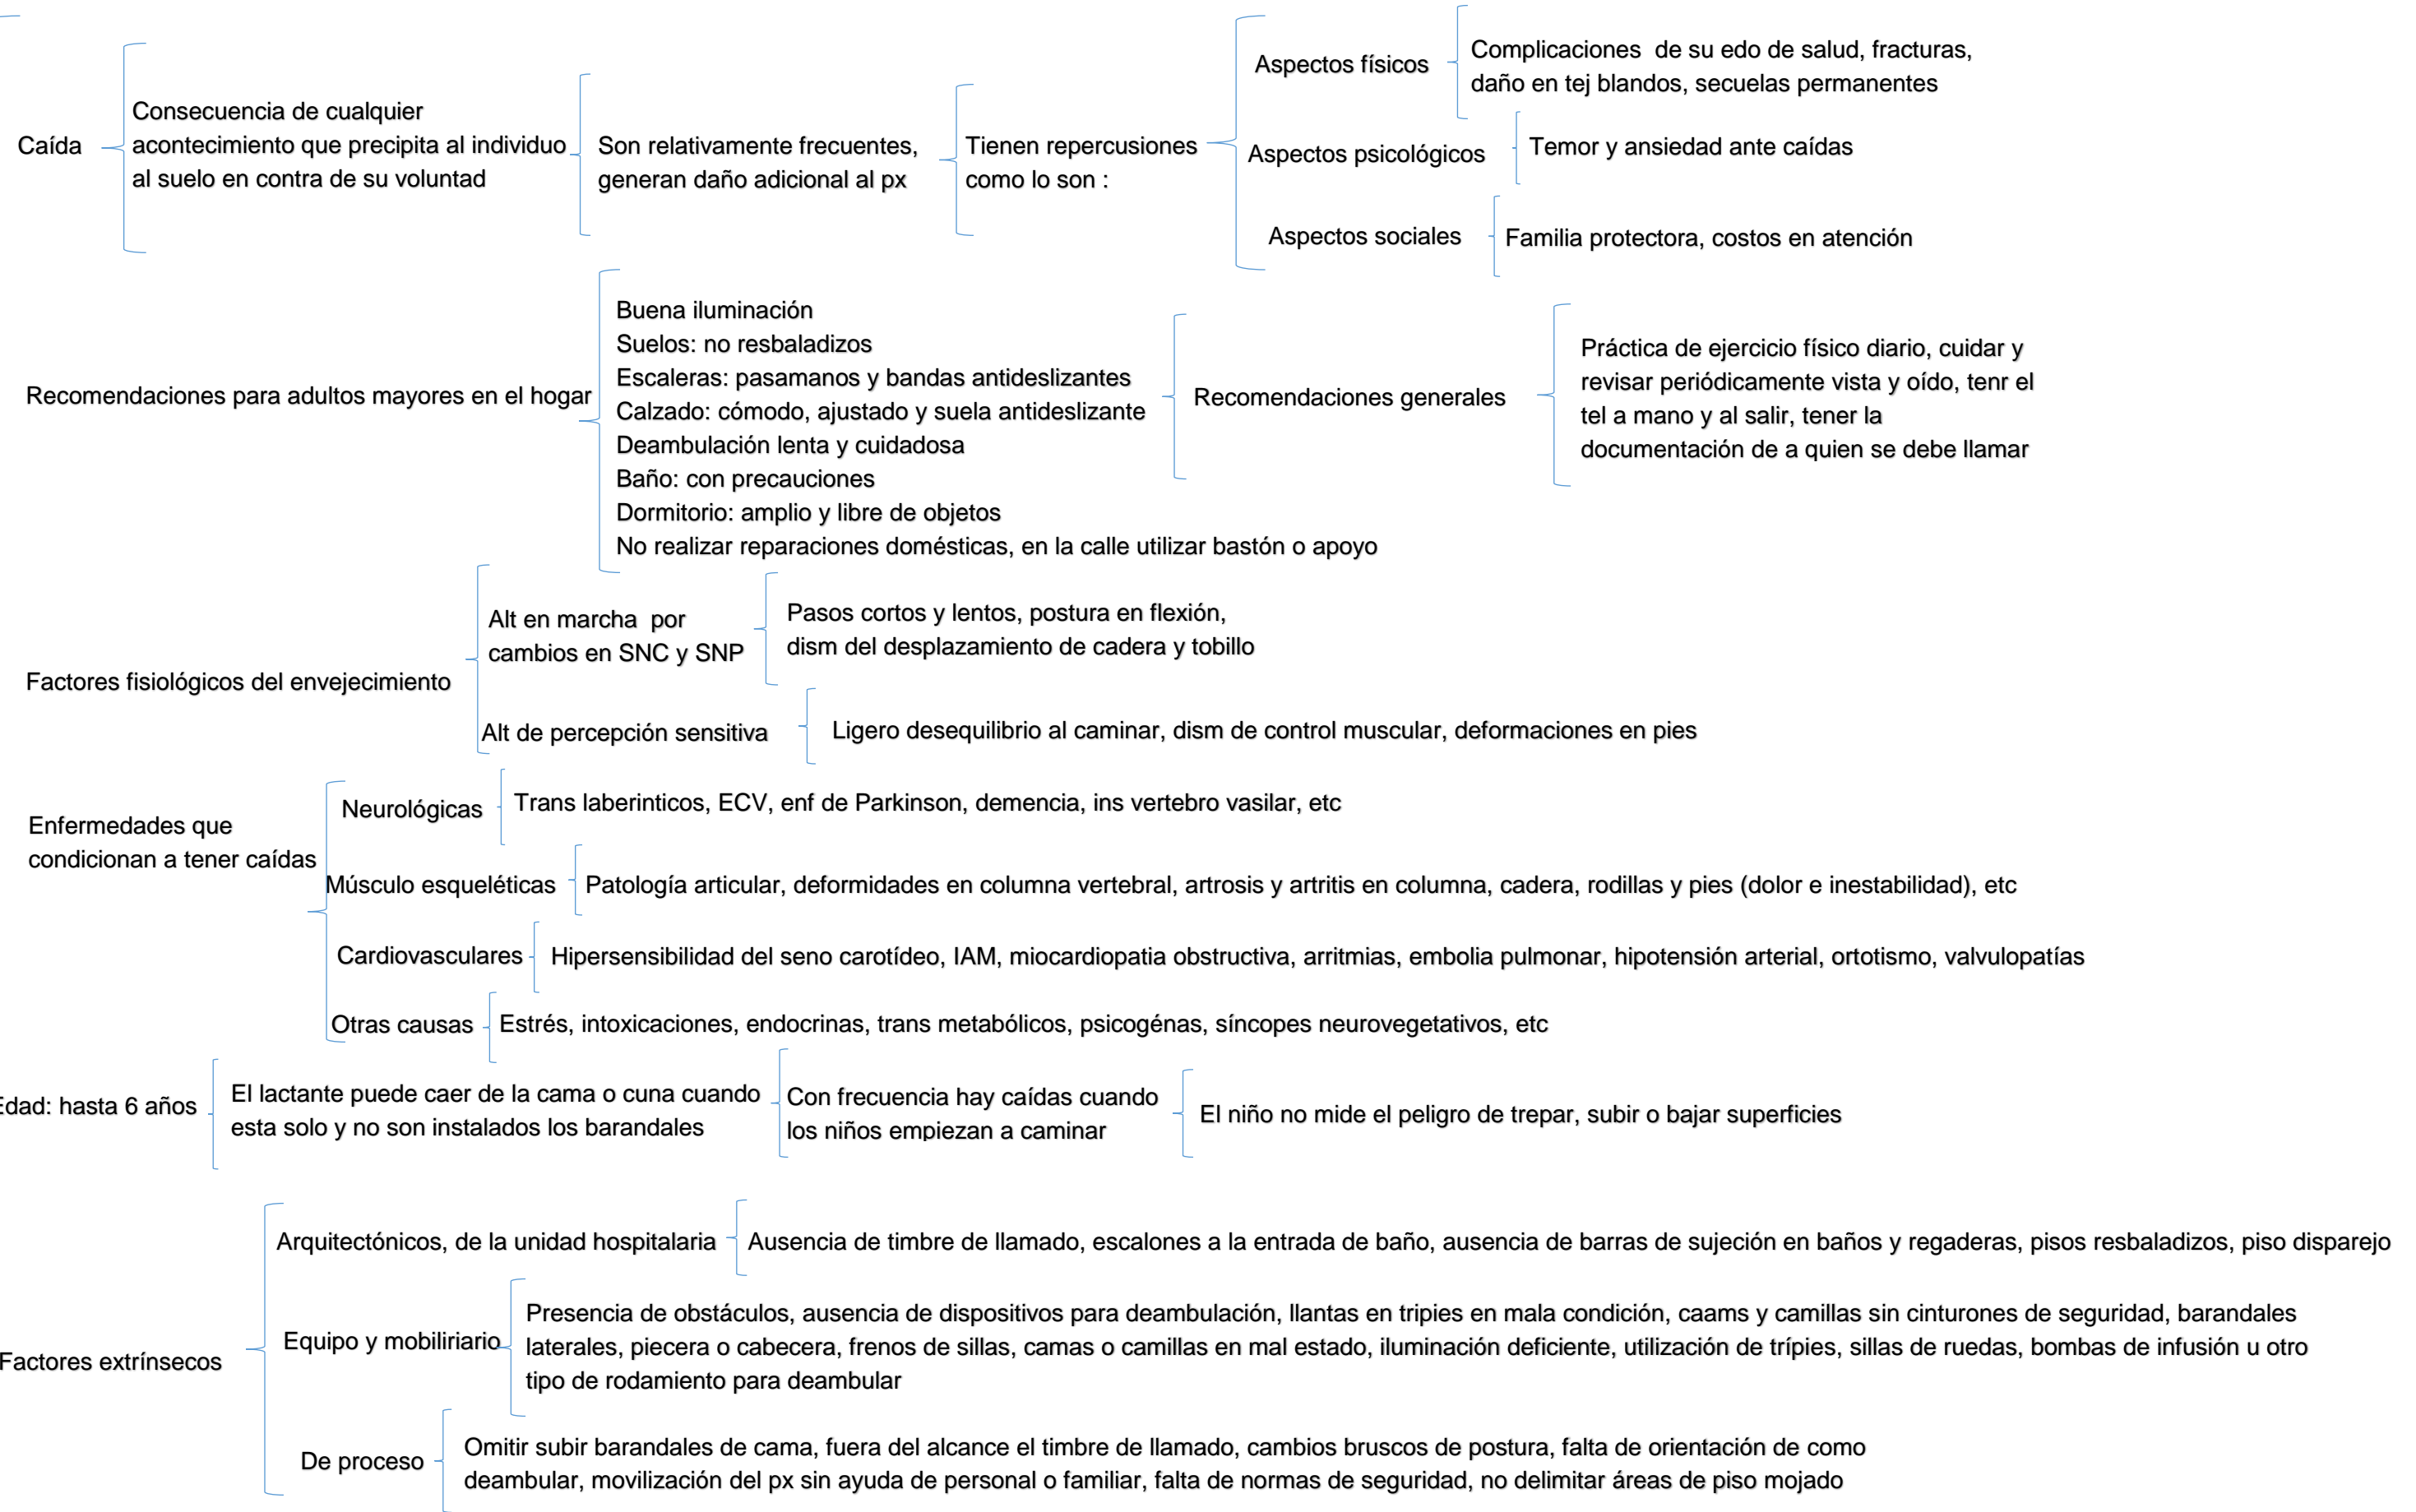 Caída
Consecuencia de cualquier
acontecimiento que precipita al individuo
al suelo en contra de su voluntad
Son relativamente frecuentes,
generan daño adicional al px
Tienen repercusiones
como lo son :
Aspectos físicos
Complicaciones de su edo de salud, fracturas,
daño en tej blandos, secuelas permanentes
Aspectos psicológicos
Temor y ansiedad ante caídas
Aspectos sociales
Familia protectora, costos en atención
Recomendaciones para adultos mayores en el hogar
Buena iluminación
Suelos: no resbaladizos
Escaleras: pasamanos y bandas antideslizantes
Calzado: cómodo, ajustado y suela antideslizante
Deambulación lenta y cuidadosa
Baño: con precauciones
Dormitorio: amplio y libre de objetos
No realizar reparaciones domésticas, en la calle utilizar bastón o apoyo
Recomendaciones generales
Práctica de ejercicio físico diario, cuidar y
revisar periódicamente vista y oído, tenr el
tel a mano y al salir, tener la
documentación de a quien se debe llamar
Factores fisiológicos del envejecimiento
Alt en marcha por
cambios en SNC y SNP
Pasos cortos y lentos, postura en flexión,
dism del desplazamiento de cadera y tobillo
Alt de percepción sensitiva
Ligero desequilibrio al caminar, dism de control muscular, deformaciones en pies
Enfermedades que
condicionan a tener caídas
Neurológicas
Trans laberinticos, ECV, enf de Parkinson, demencia, ins vertebro vasilar, etc
Músculo esqueléticas
Patología articular, deformidades en columna vertebral, artrosis y artritis en columna, cadera, rodillas y pies (dolor e inestabilidad), etc
Cardiovasculares
Hipersensibilidad del seno carotídeo, IAM, miocardiopatia obstructiva, arritmias, embolia pulmonar, hipotensión arterial, ortotismo, valvulopatías
Otras causas
Estrés, intoxicaciones, endocrinas, trans metabólicos, psicogénas, síncopes neurovegetativos, etc
Edad: hasta 6 años
El lactante puede caer de la cama o cuna cuando
esta solo y no son instalados los barandales
Con frecuencia hay caídas cuando
los niños empiezan a caminar
El niño no mide el peligro de trepar, subir o bajar superficies
Factores extrínsecos
Arquitectónicos, de la unidad hospitalaria
Ausencia de timbre de llamado, escalones a la entrada de baño, ausencia de barras de sujeción en baños y regaderas, pisos resbaladizos, piso disparejo
Equipo y mobiliriario
Presencia de obstáculos, ausencia de dispositivos para deambulación, llantas en tripies en mala condición, caams y camillas sin cinturones de seguridad, barandales
laterales, piecera o cabecera, frenos de sillas, camas o camillas en mal estado, iluminación deficiente, utilización de trípies, sillas de ruedas, bombas de infusión u otro
tipo de rodamiento para deambular
De proceso
Omitir subir barandales de cama, fuera del alcance el timbre de llamado, cambios bruscos de postura, falta de orientación de como
deambular, movilización del px sin ayuda de personal o familiar, falta de normas de seguridad, no delimitar áreas de piso mojado